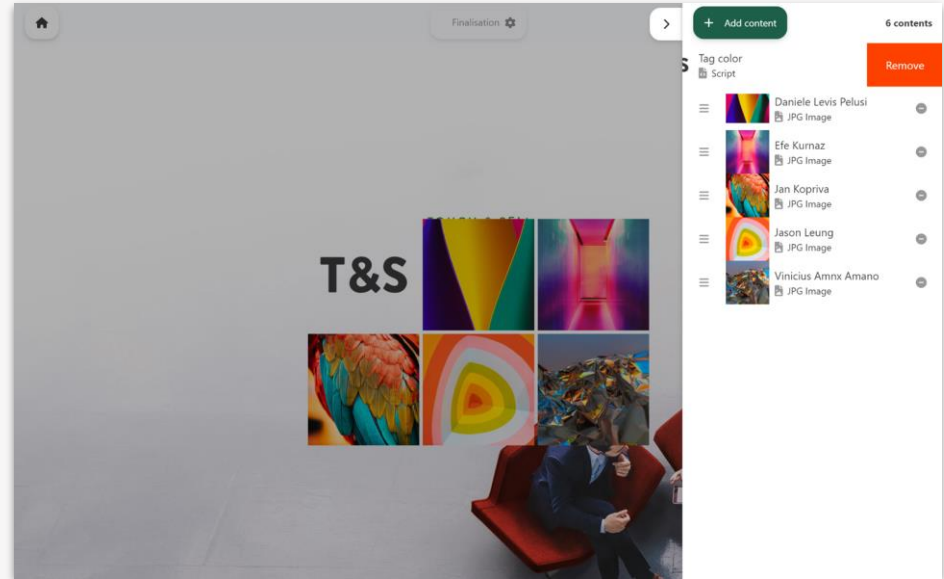 Finalisation
Add content
6 contents
Tag color
Script
Remove
Daniele Levis Pelusi
JPG Image
Efe Kurnaz
JPG Image
Jan Kopriva
JPG Image
Jason Leung
JPG Image
Vinicius Amnx Amano
JPG Image
T&S